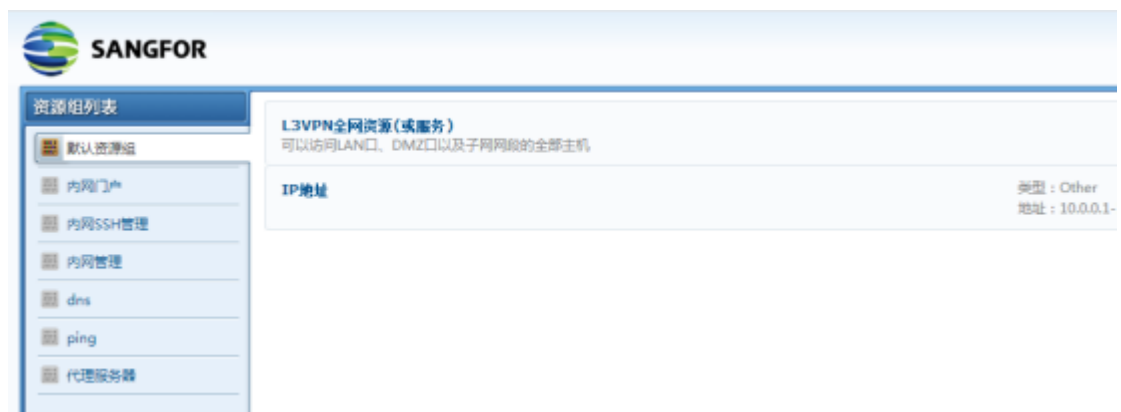 SANGFOR
资源组列表
默认资源组
内网门户
内网SSH管理
内网管理
dns
ping
代理服务器
L3VPN全网资源(或服务)
可以访问LAN口、DMZ口以及子网网段的全部主机
IP地址
类型：Other
地址：10.0.0.1-